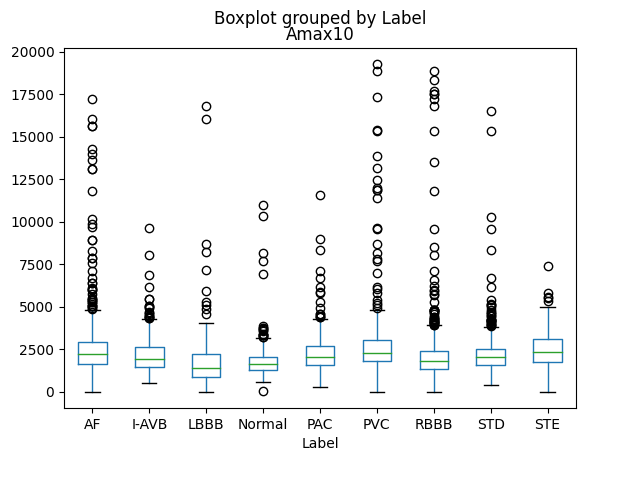 Boxplot grouped by Label
Amax10
20000
17500
15000
12500
10000
7500
5000
2500
0
AF I-AVB LBBB Normal PAC PVC RBBB STD STE
Label